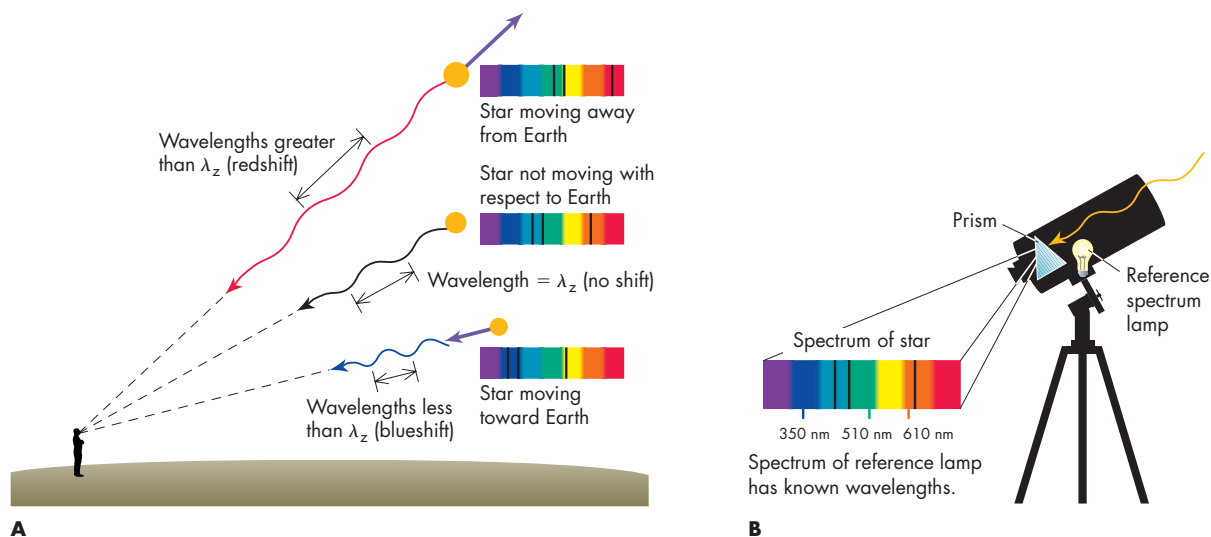 Star moving away
from Earth
Wavelengths greater
than λz (redshift)
Star not moving with
respect to Earth
Wavelength = λz (no shift)
Star moving
toward Earth
Wavelengths less
than λz (blueshift)
A
Prism
Reference
spectrum
lamp
Spectrum of star
350 nm 510 nm 610 nm
Spectrum of reference lamp
has known wavelengths.
B